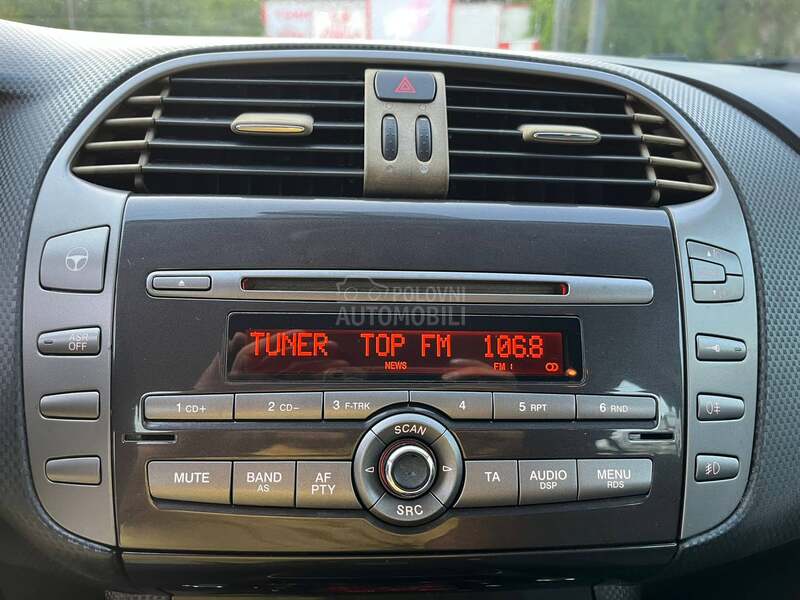 POLOVNI
AUTOMOBILI
TUNER TOP FM 106.8
NEWS FM 1
ASR
OFF
1 CD+ 2 CD- 3 F-TRK 4 5 RPT 6 RND
SCAN
MUTE BAND AF TA AUDIO MENU
AS PTY DSP RDS
SRC